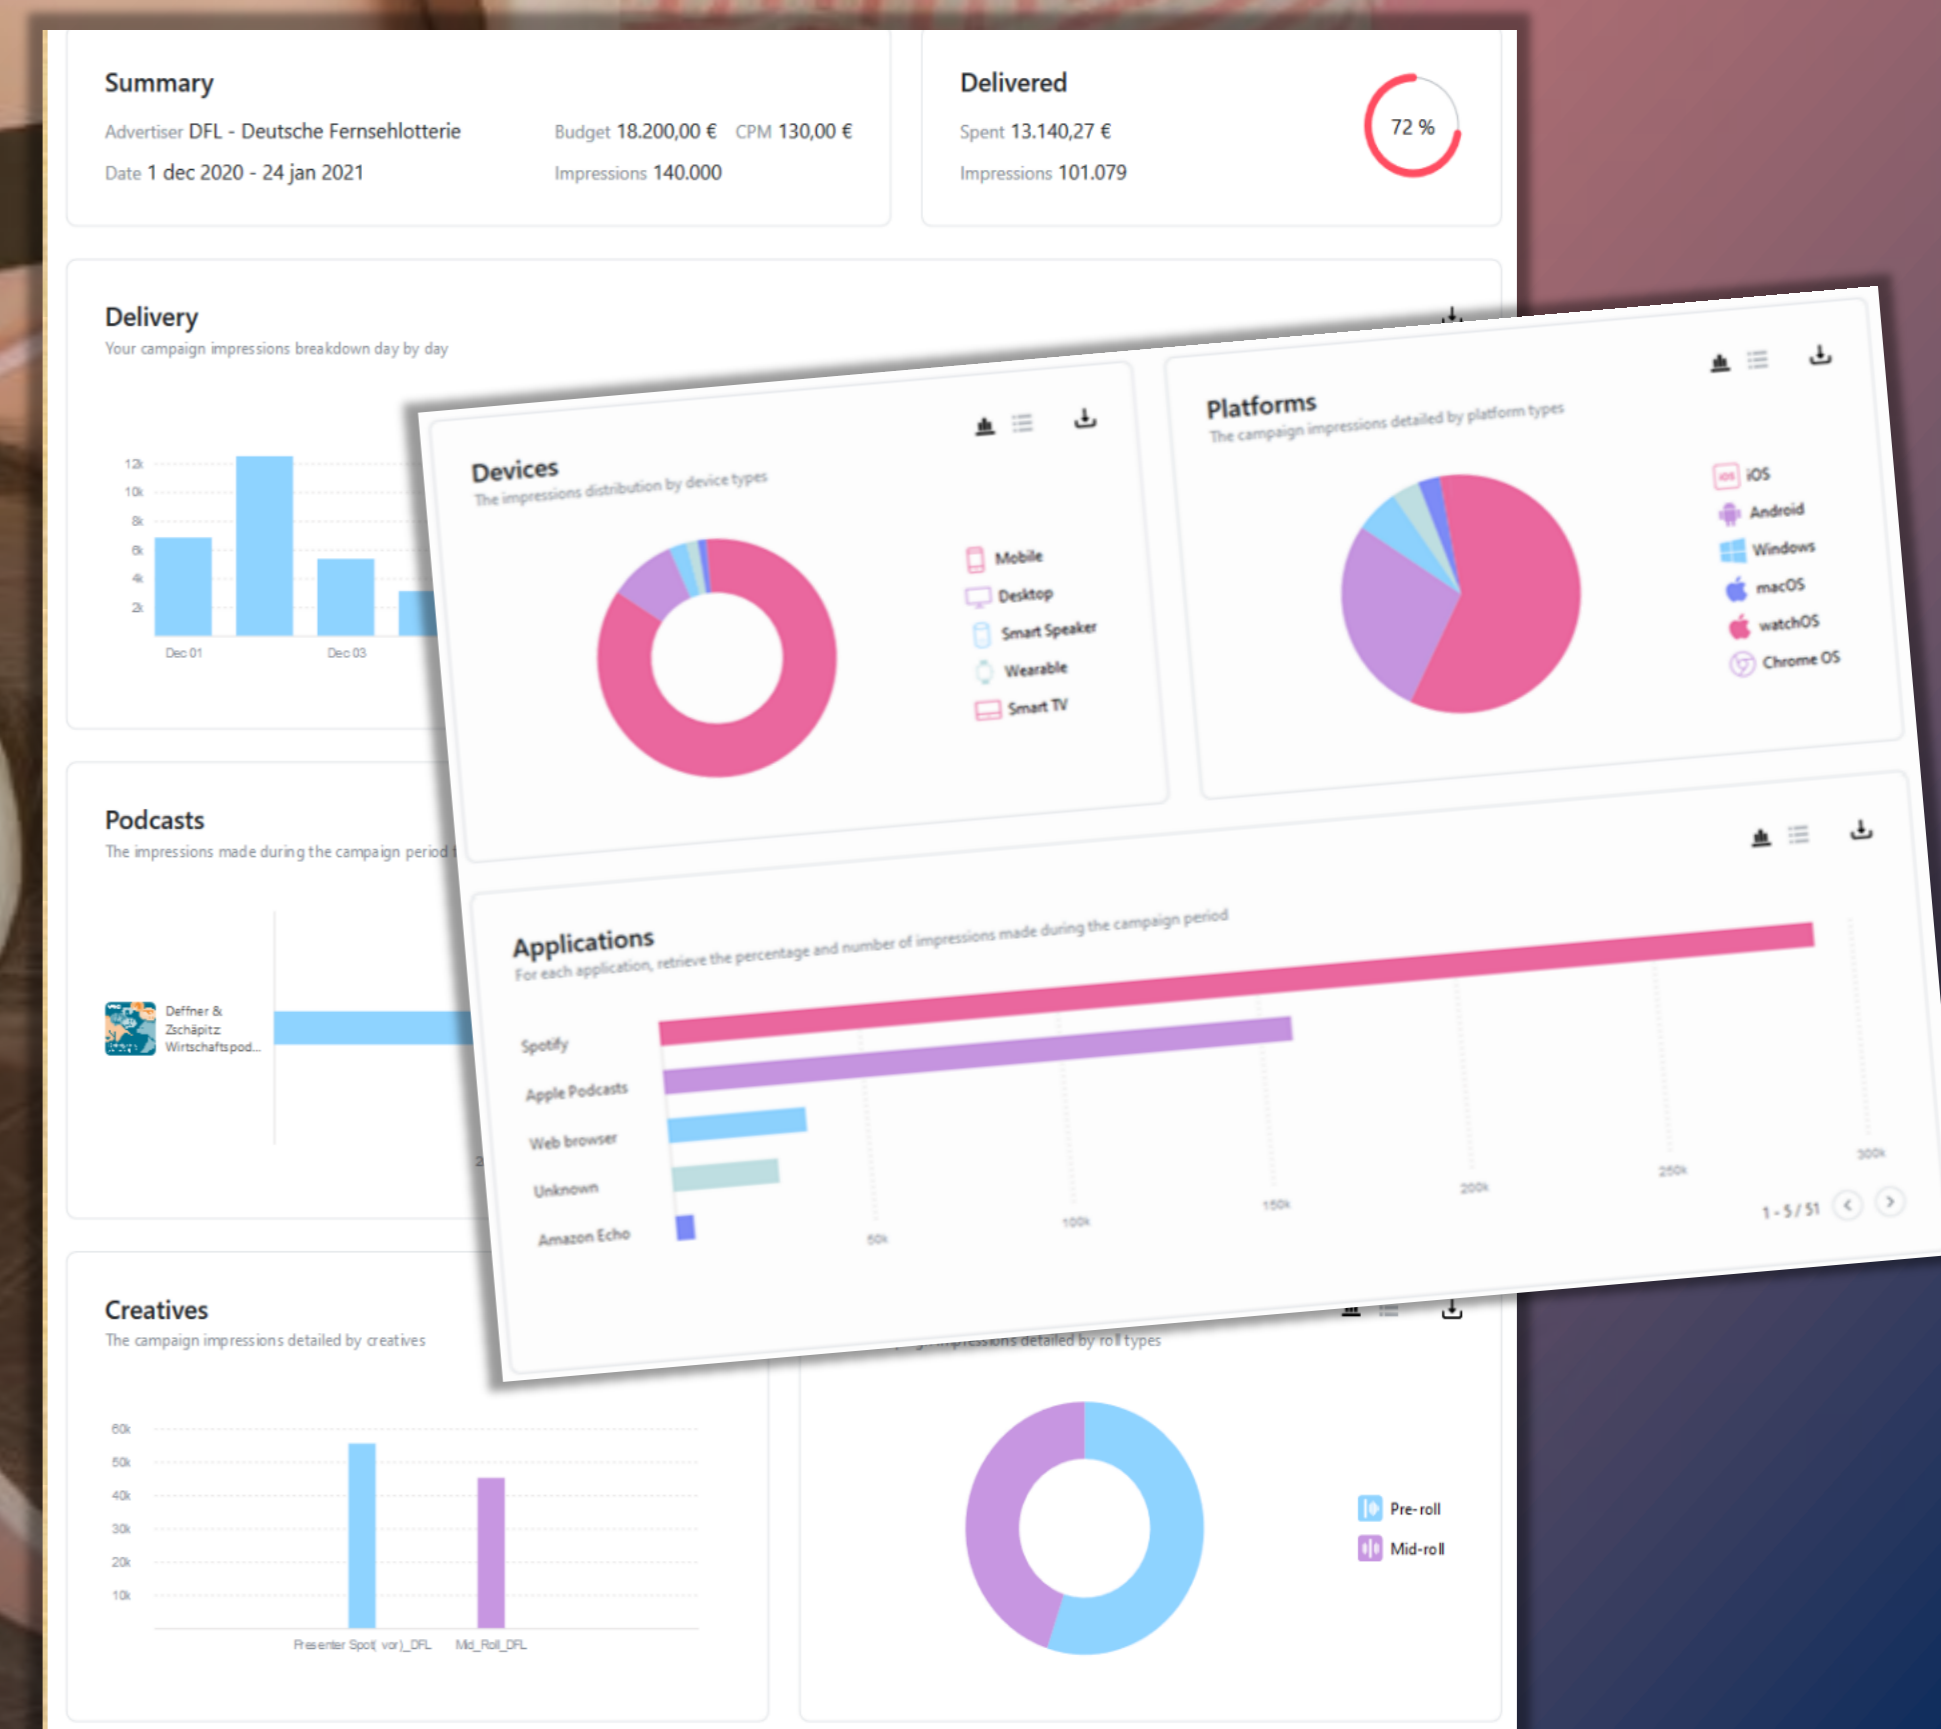 Summary
Advertiser DFL - Deutsche Fernsehlotterie
Budget 18.200,00 € CPM 130,00 €
Date 1 dec 2020 - 24 jan 2021
Impressions 140.000
Delivered
Spent 13.140,27 €
Impressions 101.079
72 %
Delivery
Your campaign impressions breakdown day by day
12k
10k
8k
6k
4k
2k
Dec 01
Dec 03
Devices
The impressions distribution by device types
Mobile
Desktop
Smart Speaker
Wearable
Smart TV
Platforms
The campaign impressions detailed by platform types
iOS iOS
Android
Windows
macOS
watchOS
Chrome OS
Podcasts
The impressions made during the campaign period
Deffner &
Zschäpitz
Wirtschaftspod...
Applications
For each application, retrieve the percentage and number of impressions made during the campaign period
Spotify
Apple Podcasts
Web browser
Unknown
Amazon Echo
50k
100k
150k
200k
250k
300k
1 - 5 / 51
Creatives
The campaign impressions detailed by creatives
60k
50k
40k
30k
20k
10k
Presenter Spot( vor)_DFL
Mid_Roll_DFL
impressions detailed by roll types
Pre-roll
Mid-roll